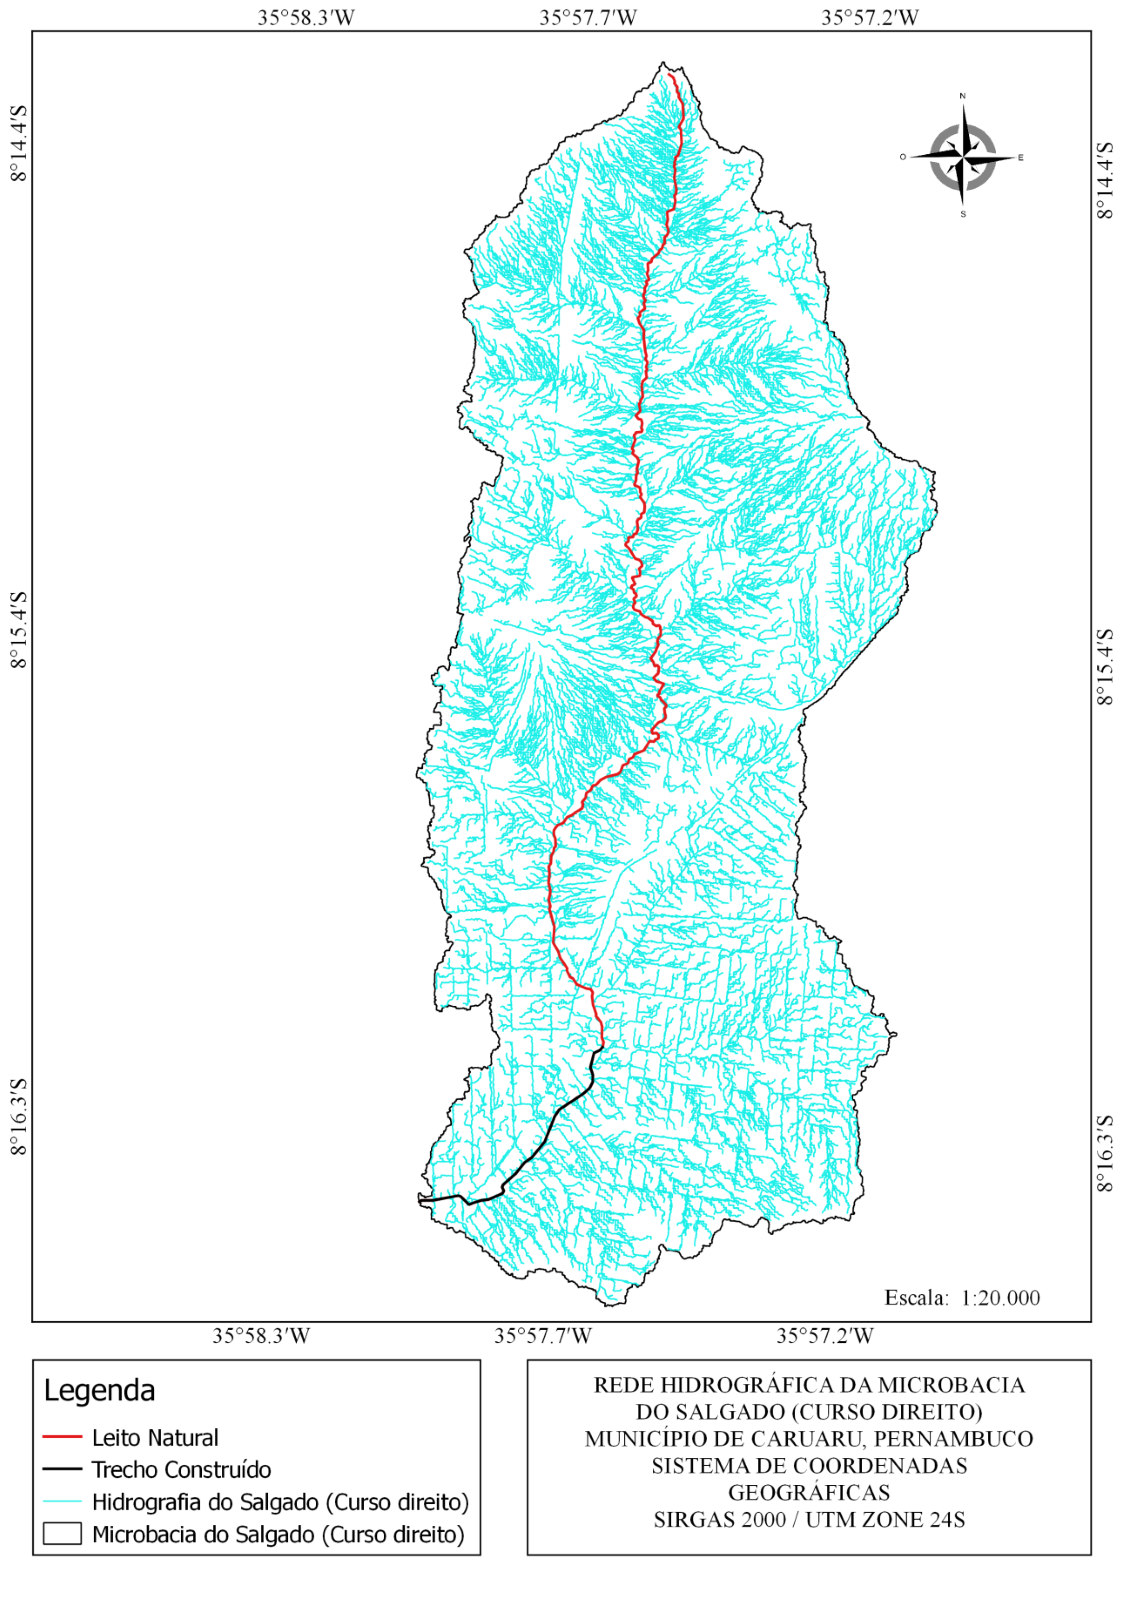 35°58.3'W 35°57.7'W 35°57.2'W
8°14.4'S
8°14.4'S
N
O E
S
8°15.4'S
8°15.4'S
8°16.3'S
8°16.3'S
Escala: 1:20.000
35°58.3'W 35°57.7'W 35°57.2'W
Legenda
Leito Natural
Trecho Construído
Hidrografia do Salgado (Curso direito)
Microbacia do Salgado (Curso direito)
REDE HIDROGRÁFICA DA MICROBACIA
DO SALGADO (CURSO DIREITO)
MUNICÍPIO DE CARUARU, PERNAMBUCO
SISTEMA DE COORDENADAS
GEOGRÁFICAS
SIRGAS 2000 / UTM ZONE 24S